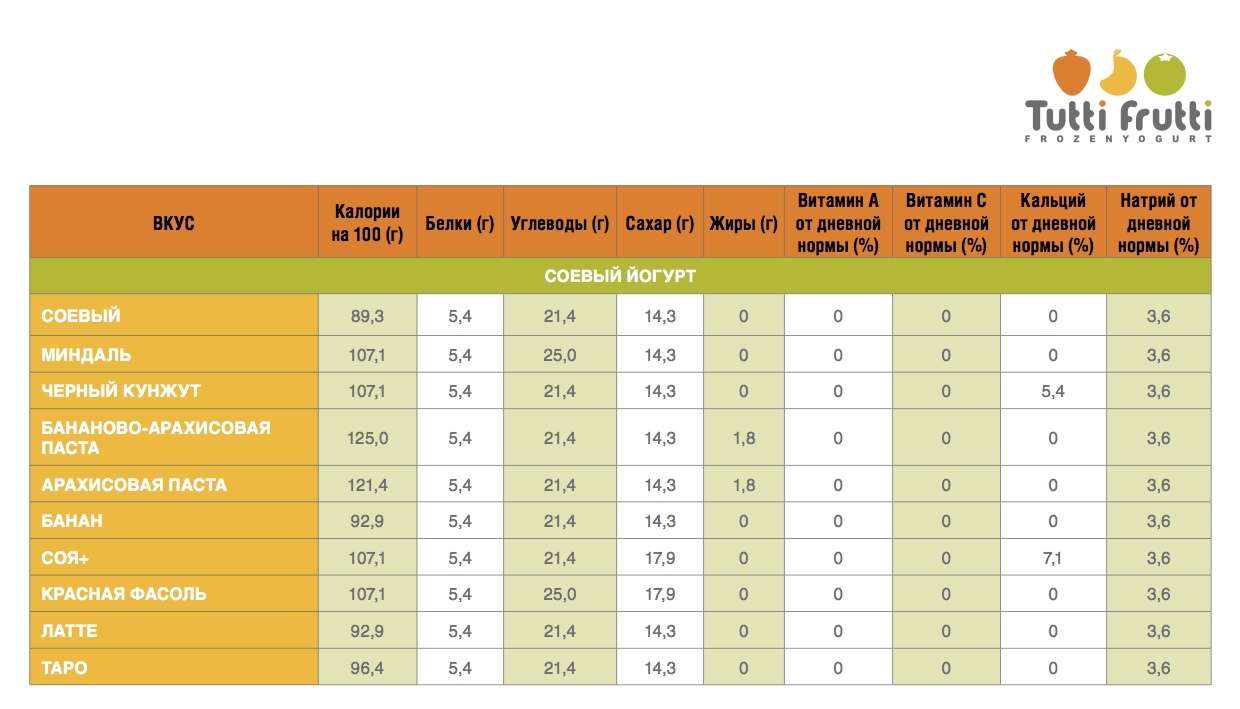 Tutti Frutti
FROZENYOGURT
ВКУС Калории на 100 (г) Белки (г) Углеводы (г) Сахар (г) Жиры (г) Витамин А от дневной нормы (%) Витамин С от дневной нормы (%) Кальций от дневной нормы (%) Натрий от дневной нормы (%)
СОЕВЫЙ ЙОГУРТ
СОЕВЫЙ 89,3 5,4 21,4 14,3 0 0 0 0 3,6
МИНДАЛЬ 107,1 5,4 25,0 14,3 0 0 0 0 3,6
ЧЕРНЫЙ КУНЖУТ 107,1 5,4 21,4 14,3 0 0 0 5,4 3,6
БАНАНОВО-АРАХИСОВАЯ ПАСТА 125,0 5,4 21,4 14,3 1,8 0 0 0 3,6
АРАХИСОВАЯ ПАСТА 121,4 5,4 21,4 14,3 1,8 0 0 0 3,6
БАНАН 92,9 5,4 21,4 14,3 0 0 0 0 3,6
СОЯ+ 107,1 5,4 21,4 17,9 0 0 0 7,1 3,6
КРАСНАЯ ФАСОЛЬ 107,1 5,4 25,0 17,9 0 0 0 0 3,6
ЛАТТЕ 92,9 5,4 21,4 14,3 0 0 0 0 3,6
ТАРО 96,4 5,4 21,4 14,3 0 0 0 0 3,6